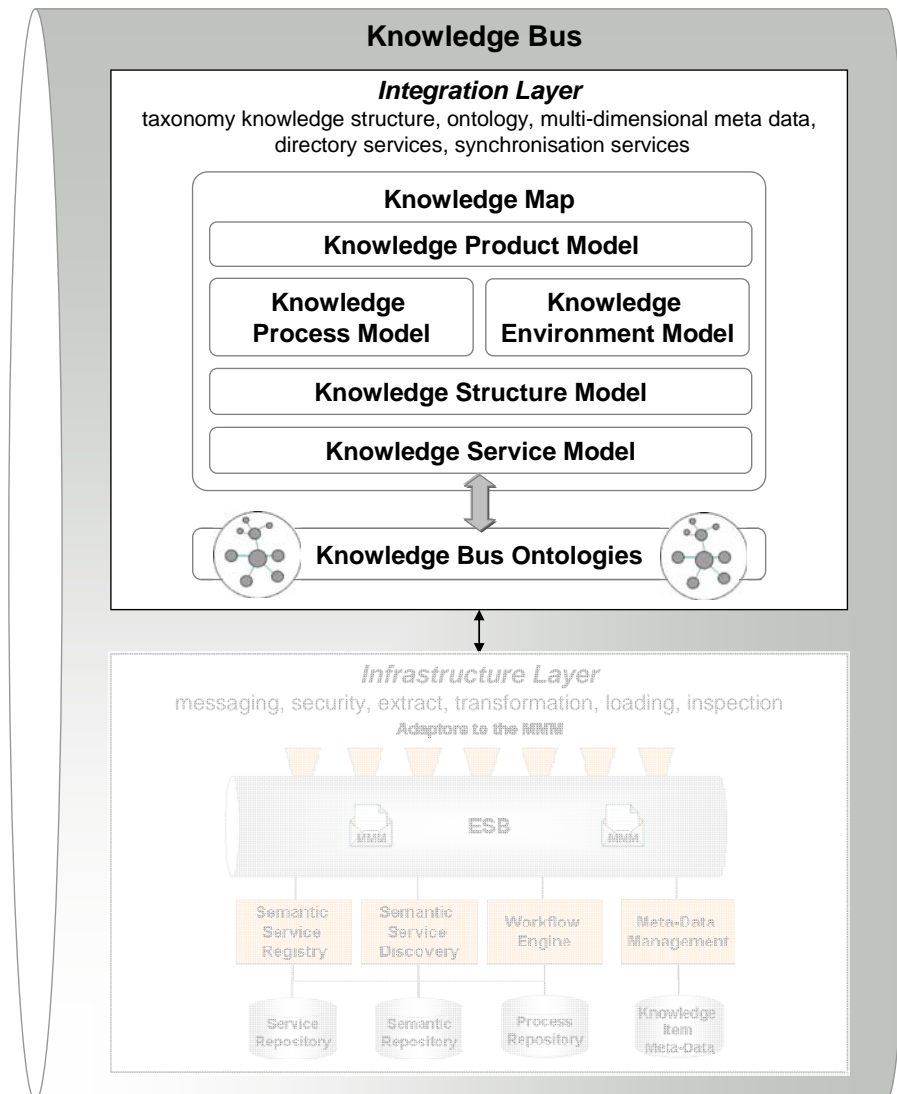 Knowledge Bus
Integration Layer
taxonomy knowledge structure, ontology, multi-dimensional meta data,
directory services, synchronisation services
Knowledge Map
Knowledge Product Model
Knowledge
Process Model
Knowledge
Environment Model
Knowledge Structure Model
Knowledge Service Model
Knowledge Bus Ontologies
Infrastructure Layer
messaging, security, extract, transformation, loading, inspection
Adaptors to the MMM
ESB
MMM
MMM
Semantic
Service
Registry
Semantic
Service
Discovery
Workflow
Engine
Meta-Data
Management
Service
Repository
Semantic
Repository
Process
Repository
Knowledge
Item
Meta-Data